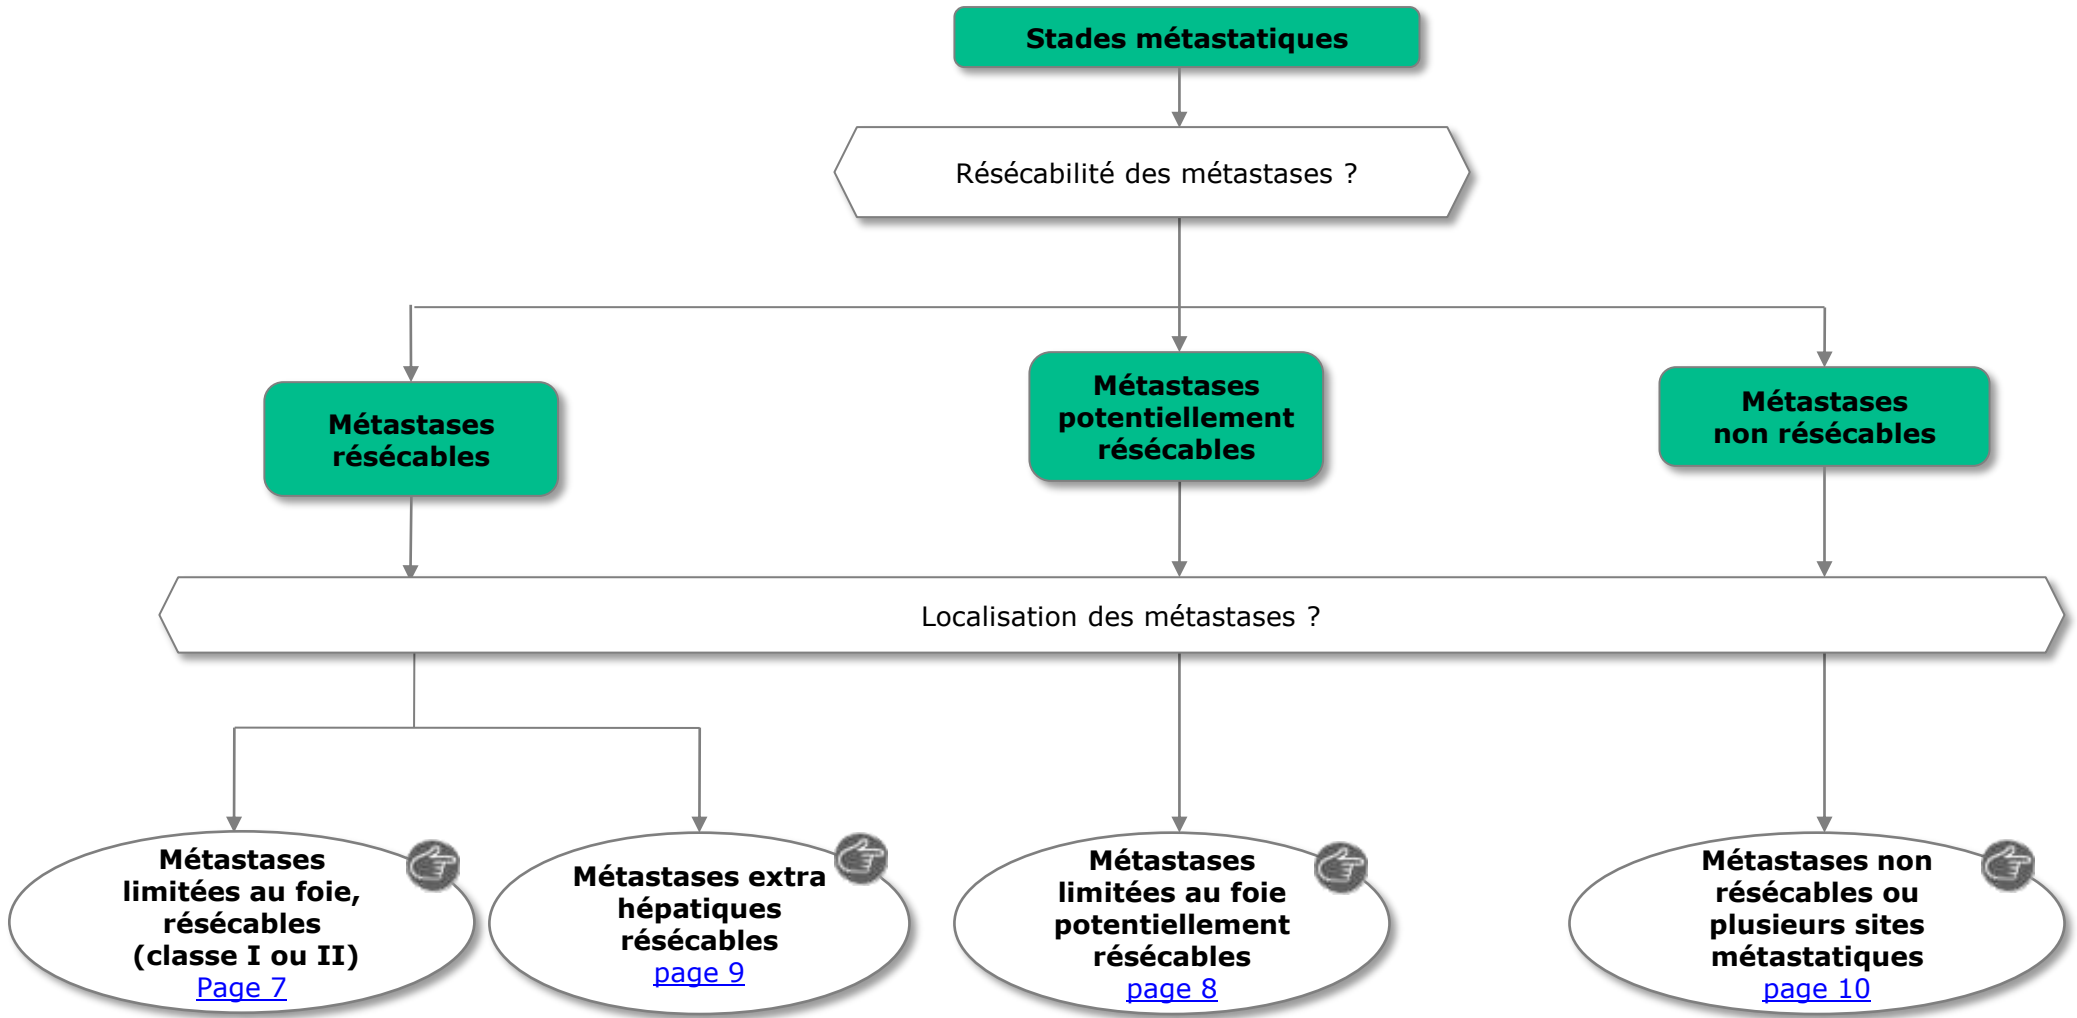 Stades métastatiques
Résécabilité des métastases ?
Métastases
résécables
Métastases
potentiellement
résécables
Métastases
non résécables
Localisation des métastases ?
Métastases
limitées au foie,
résécables
(classe I ou II)
Page 7
Métastases extra
hépatiques
résécables
page 9
Métastases
limitées au foie
potentiellement
résécables
page 8
Métastases non
résécables ou
plusieurs sites
métastatiques
page 10